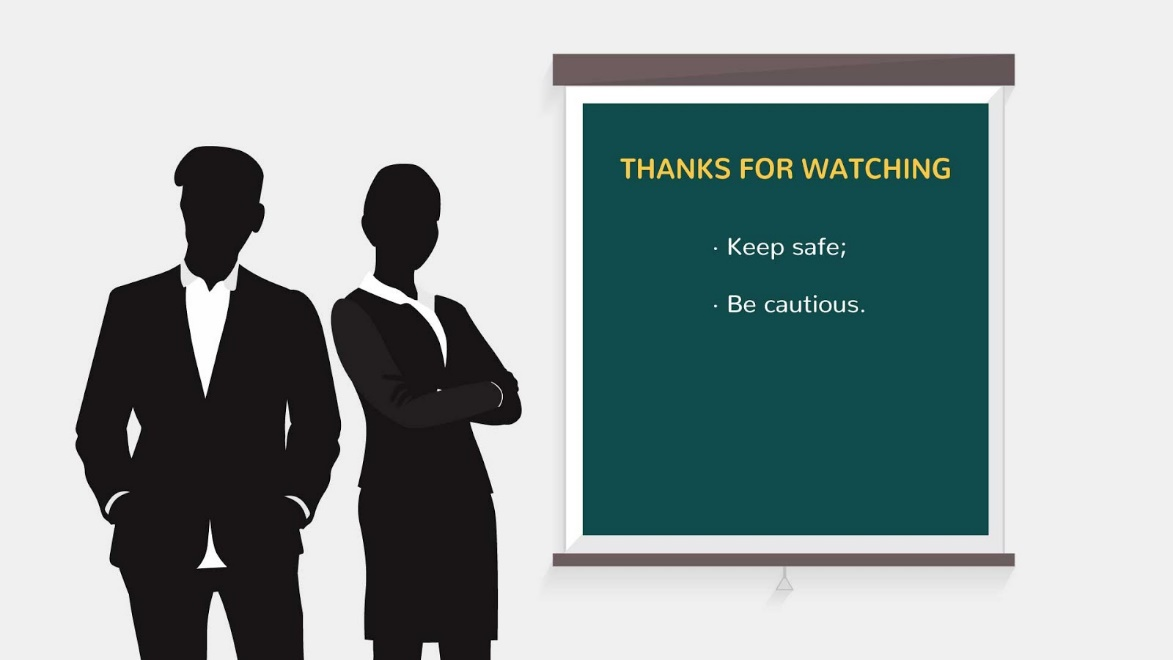 THANKS FOR WATCHING
· Keep safe;
· Be cautious.